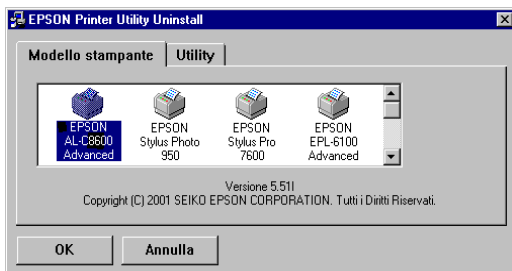 EPSON Printer Utility Uninstall
Modello stampante
Utility
EPSON AL-C8600 Advanced
EPSON Stylus Photo 950
EPSON Stylus Pro 7600
EPSON EPL-6100 Advanced
Versione 5.51I
Copyright (C) 2001 SEIKO EPSON CORPORATION. Tutti i Diritti Riservati.
OK
Annulla